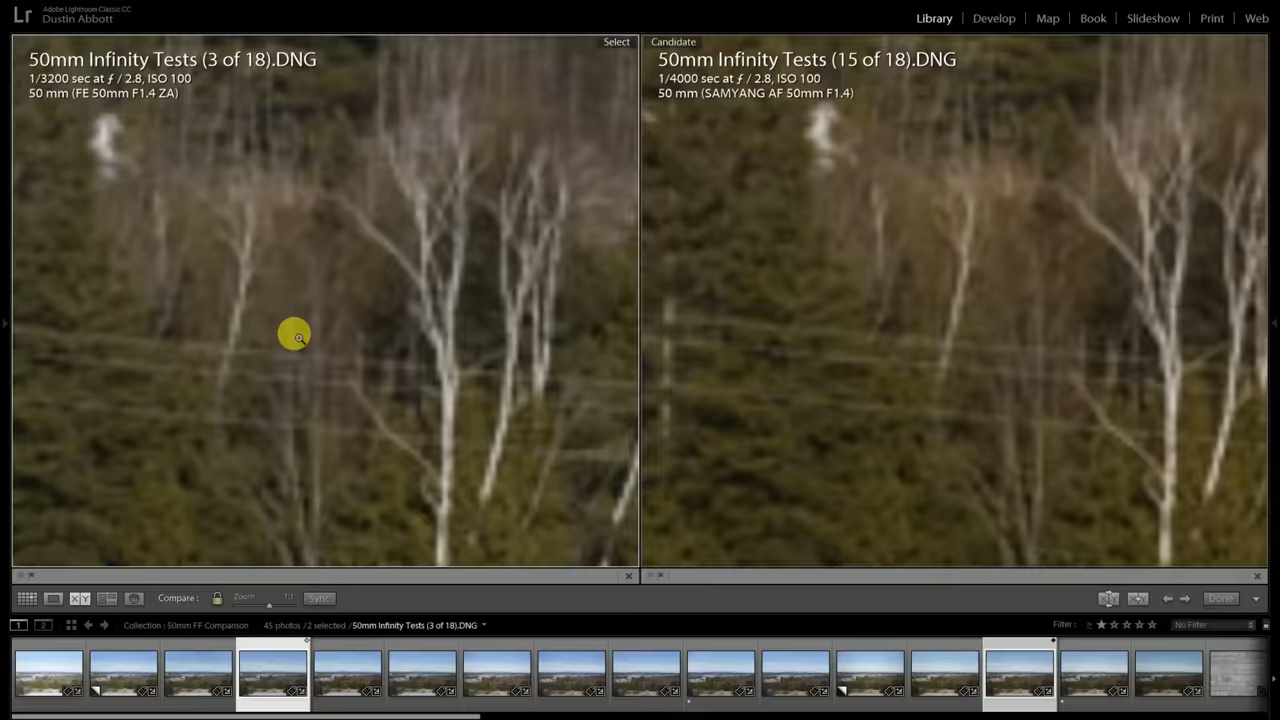 Lr
Adobe Lightroom Classic CC
Dustin Abbott
Library | Develop | Map | Book | Slideshow | Print | Web
Select
Candidate
50mm Infinity Tests (3 of 18).DNG
1/3200 sec at ƒ / 2.8, ISO 100
50 mm (FE 50mm F1.4 ZA)
50mm Infinity Tests (15 of 18).DNG
1/4000 sec at ƒ / 2.8, ISO 100
50 mm (SAMYANG AF 50mm F1.4)
XY
Compare :
Zoom
1:1
Sync
Done
1
2
Collection : 50mm FF Comparison
45 photos / 2 selected / 50mm Infinity Tests (3 of 18).DNG
Filter :
No Filter